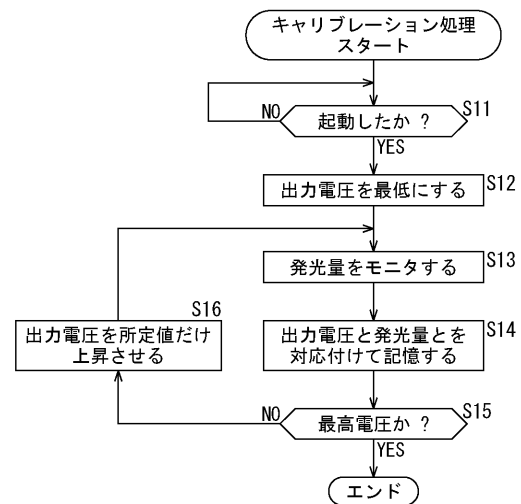 キャリブレーション処理
スタート
NO
起動したか ?
S11
YES
出力電圧を最低にする
S12
発光量をモニタする
S13
S16
出力電圧を所定値だけ
上昇させる
出力電圧と発光量とを
対応付けて記憶する
S14
NO
最高電圧か ?
S15
YES
エンド